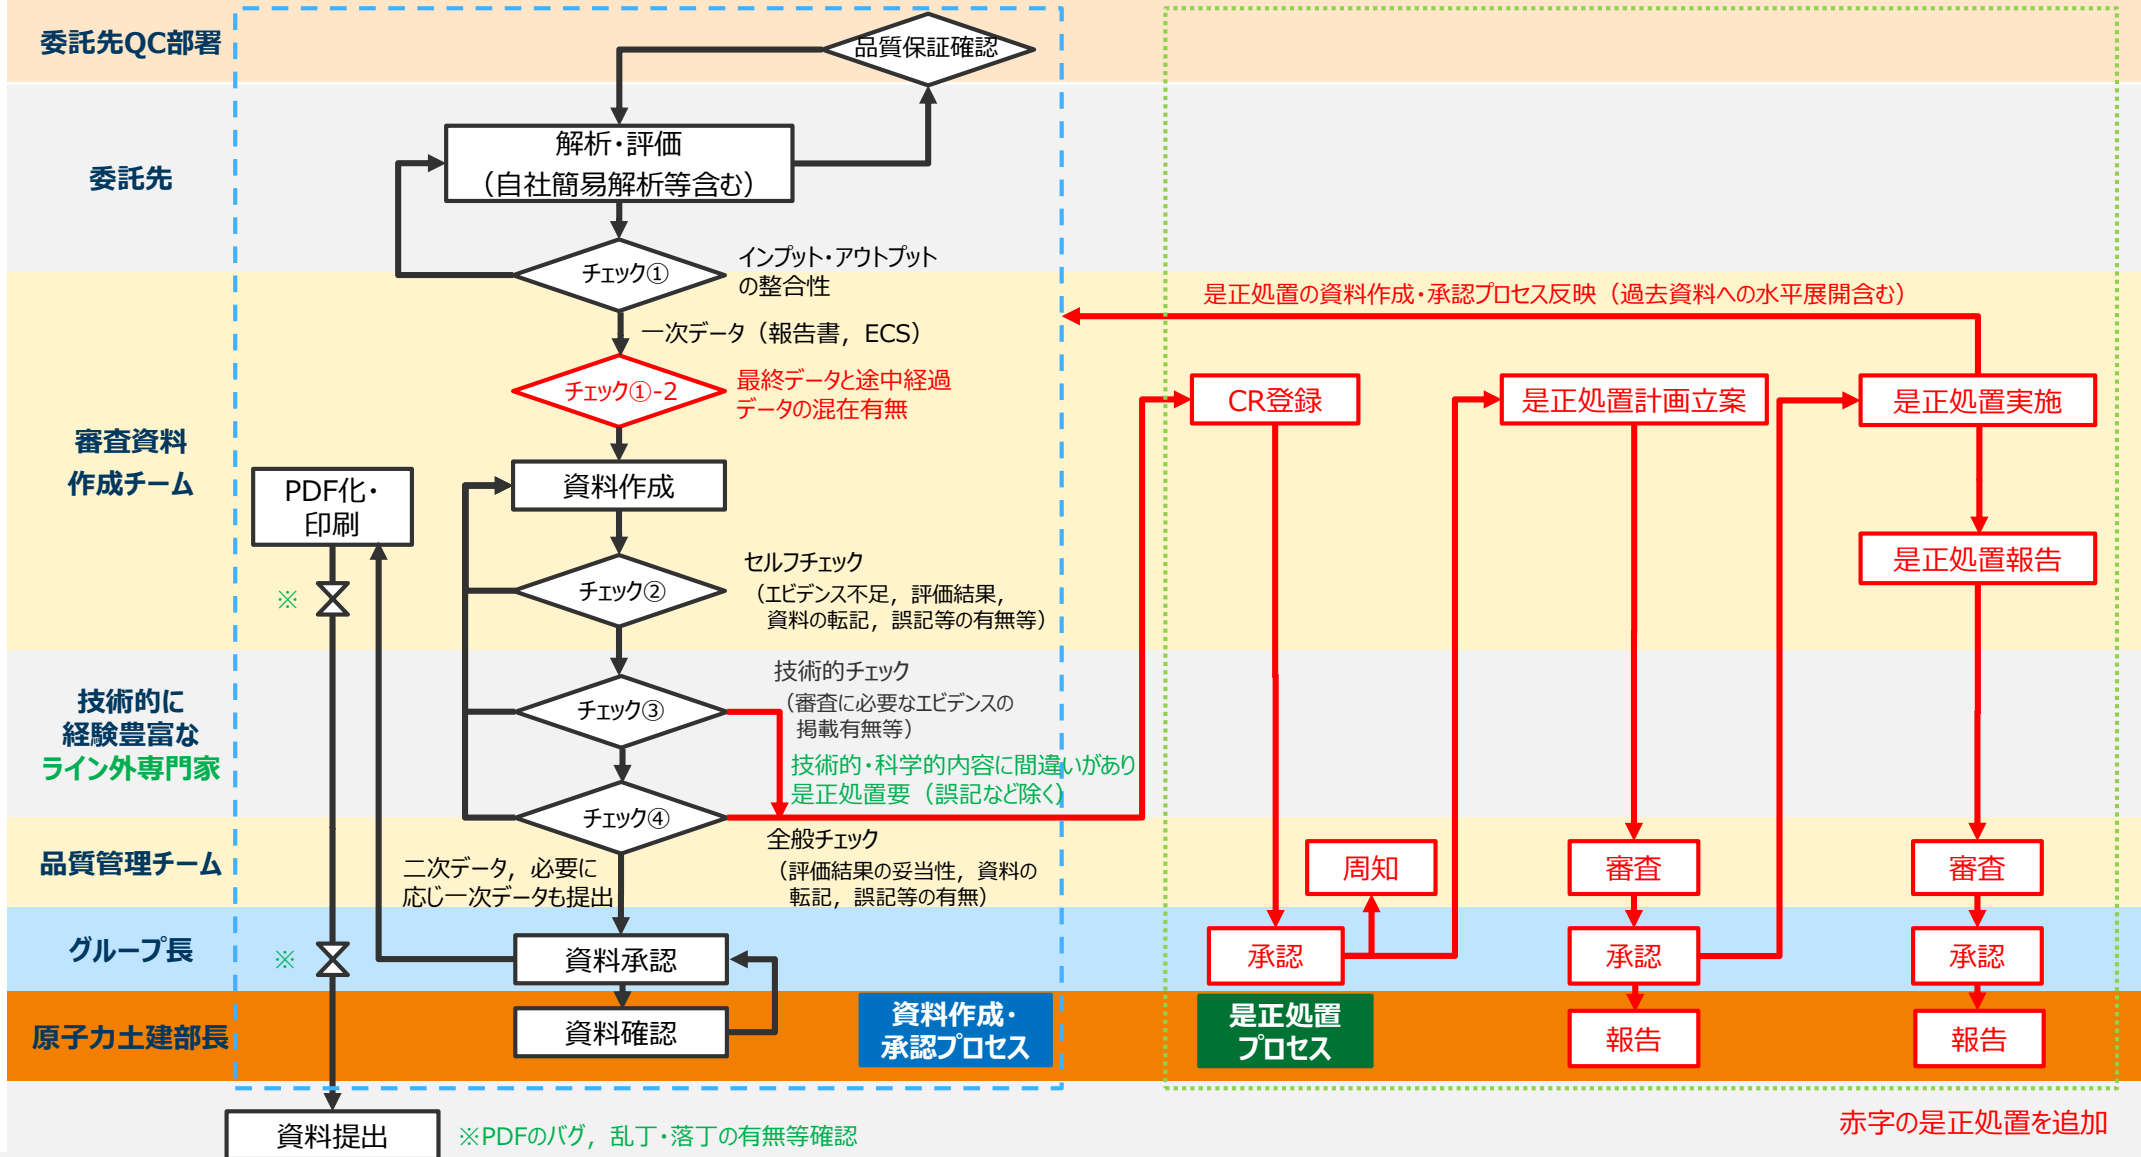 委託先QC部署
品質保証確認
委託先
解析・評価
（自社簡易解析等含む）
チェック①
インプット・アウトプット
の整合性
一次データ（報告書，ECS）
是正処置の資料作成・承認プロセス反映（過去資料への水平展開含む）
審査資料
作成チーム
チェック①-2
最終データと途中経過
データの混在有無
CR登録
是正処置計画立案
是正処置実施
PDF化・
印刷
資料作成
是正処置報告
※
チェック②
セルフチェック
（エビデンス不足，評価結果，
資料の転記，誤記等の有無等）
技術的に
経験豊富な
ライン外専門家
チェック③
技術的チェック
（審査に必要なエビデンスの
掲載有無等）
技術的・科学的内容に間違いがあり
是正処置要（誤記など除く）
チェック④
品質管理チーム
全般チェック
（評価結果の妥当性，資料の
転記，誤記等の有無）
二次データ，必要に
応じ一次データも提出
周知
審査
審査
グループ長
※
資料承認
承認
承認
承認
原子力土建部長
資料確認
資料作成・
承認プロセス
是正処置
プロセス
報告
報告
資料提出
※PDFのバグ，乱丁・落丁の有無等確認
赤字の是正処置を追加